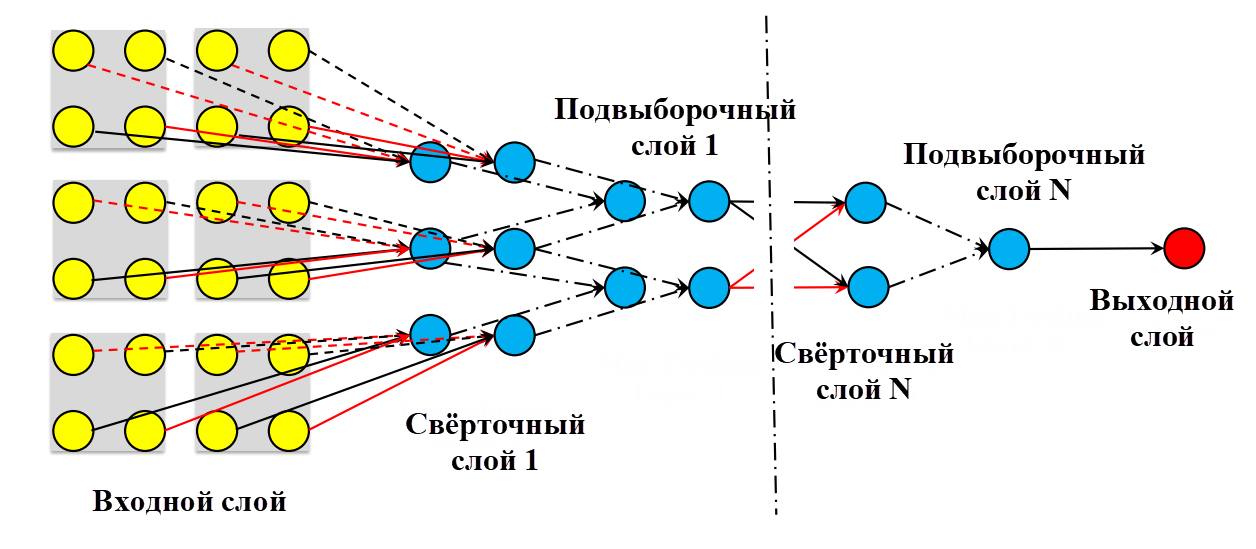 Подвыборочный
слой 1
Подвыборочный
слой N
Выходной
слой
Свёрточный
слой N
Свёрточный
слой 1
Входной слой